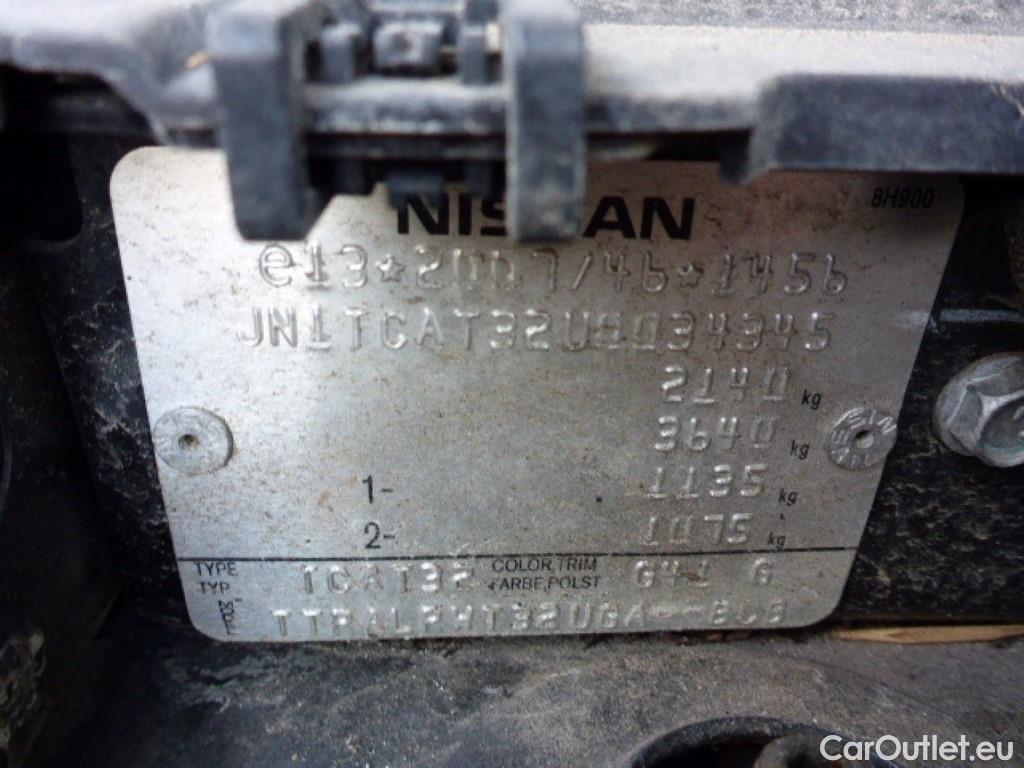 NISSAN 8H900
e13*2007/46*1456
JN1TCAT32U0034345
2140 kg
3640 kg
1- 1135 kg
2- 1075 kg
TYPE TCAT32 COLOR,TRIM G41 G
TYP FARBE,POLST
CarOutlet.eu